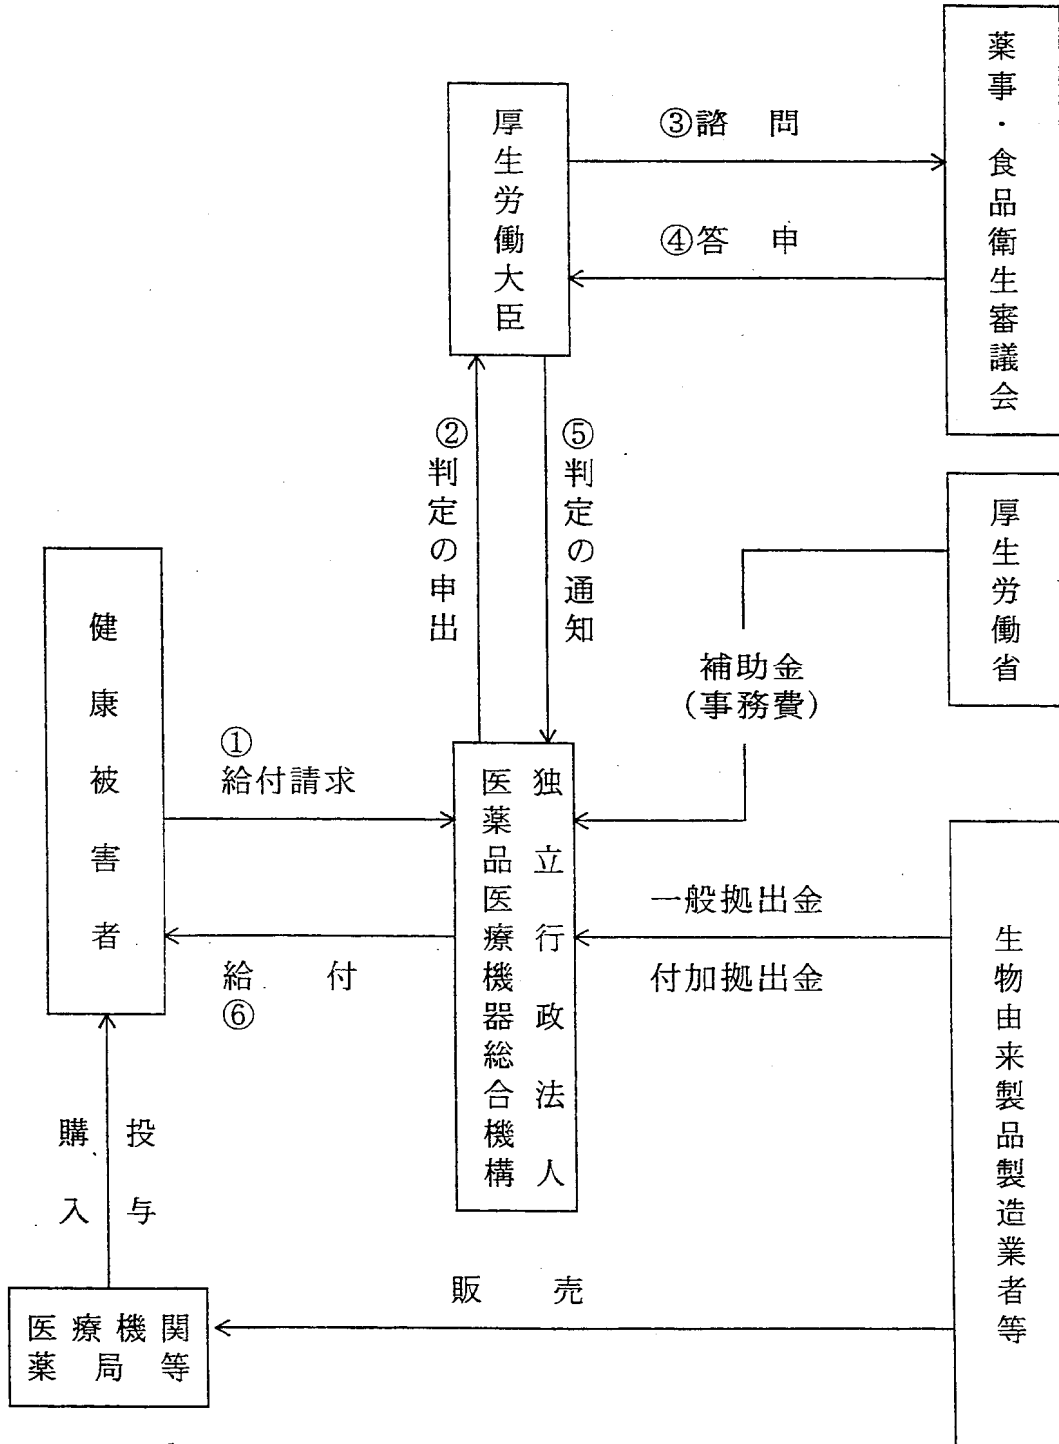 薬事・食品衛生審議会
厚生労働大臣
③諮　問
④答　申
②判定の申出
⑤判定の通知
厚生労働省
補助金
（事務費）
健康被害者
①
給付請求
独立行政法人
医薬品医療機器総合機構
一般拠出金
付加拠出金
給　付
⑥
生物由来製品製造業者等
投与
購入
販　売
医療機関
薬局等